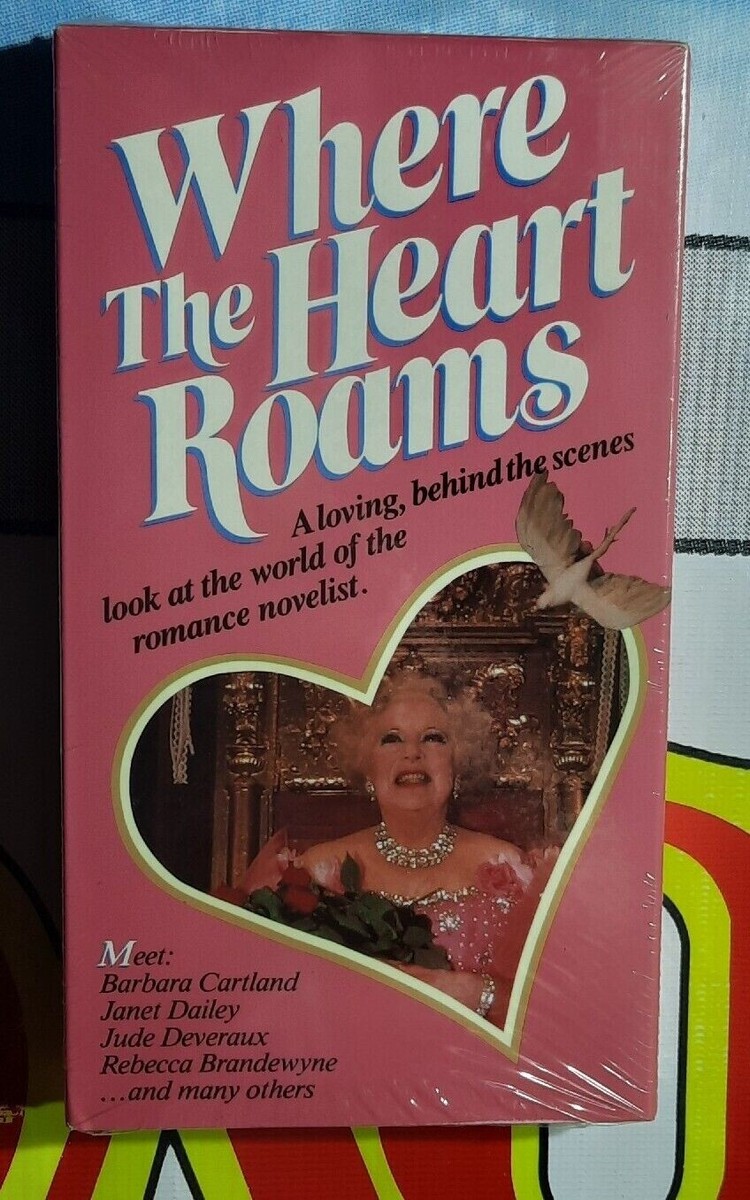 Where
The Heart
Roams
A loving, behind the scenes
look at the world of the
romance novelist.
Meet:
Barbara Cartland
Janet Dailey
Jude Deveraux
Rebecca Brandewyne
...and many others